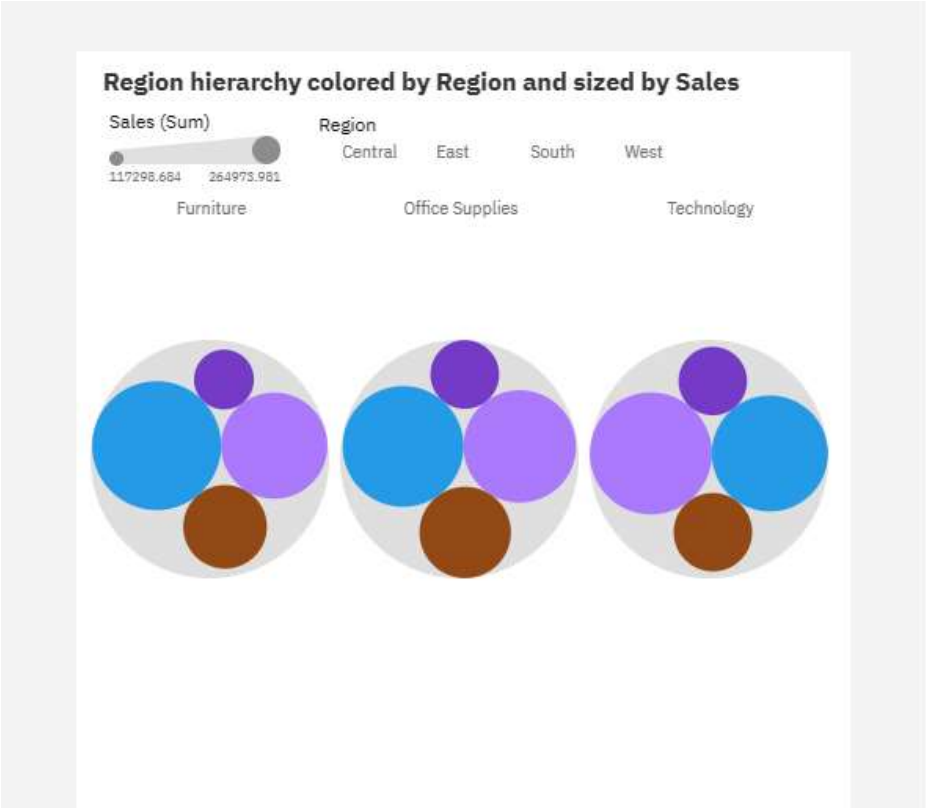 Region hierarchy colored by Region and sized by Sales
Sales (Sum)
117298.684 264973.981
Region
Central East South West
Furniture Office Supplies Technology